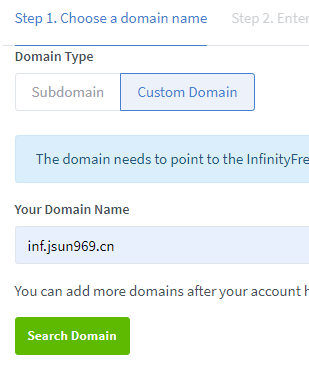 Step 1. Choose a domain name Step 2. Enter
Domain Type
Subdomain Custom Domain
The domain needs to point to the InfinityFre
Your Domain Name
inf.jsun969.cn
You can add more domains after your account h
Search Domain